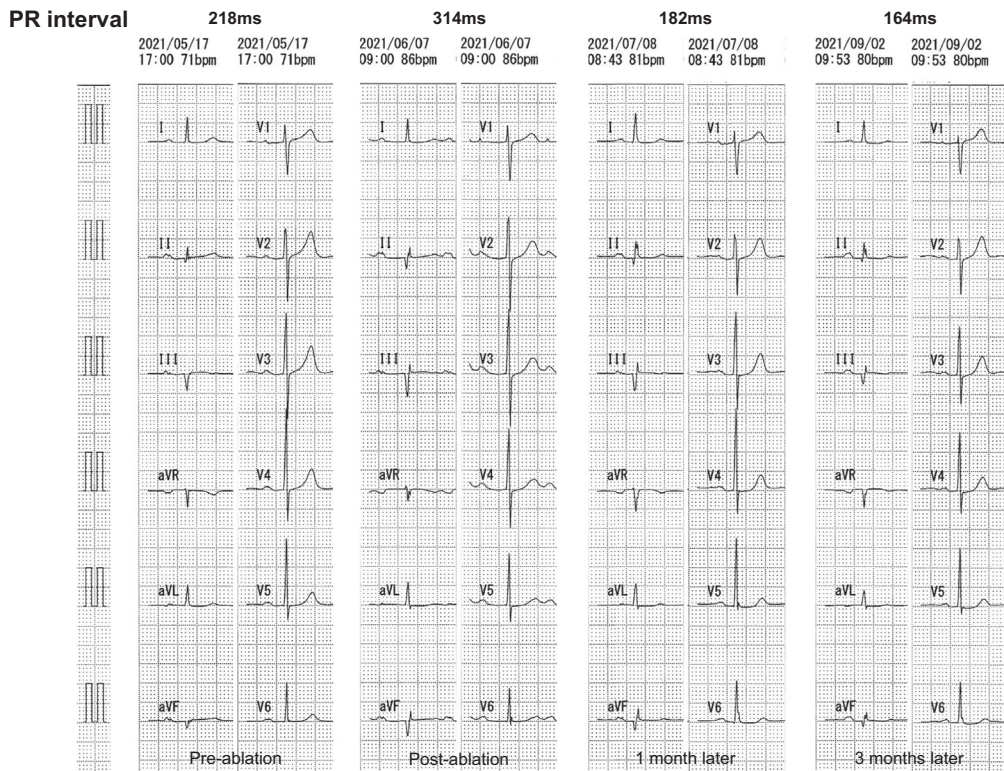 PR interval 218ms 314ms 182ms 164ms
2021/05/17 2021/05/17 2021/06/07 2021/06/07 2021/07/08 2021/07/08 2021/09/02 2021/09/02
17:00 71bpm 17:00 71bpm 09:00 86bpm 09:00 86bpm 08:43 81bpm 08:43 81bpm 09:53 80bpm 09:53 80bpm
I V1 I V1 I V1 I V1
II V2 II V2 II V2 II V2
III V3 III V3 III V3 III V3
aVR V4 aVR V4 aVR V4 aVR V4
aVL V5 aVL V5 aVL V5 aVL V5
aVF V6 aVF V6 aVF V6 aVF V6
Pre-ablation Post-ablation 1 month later 3 months later